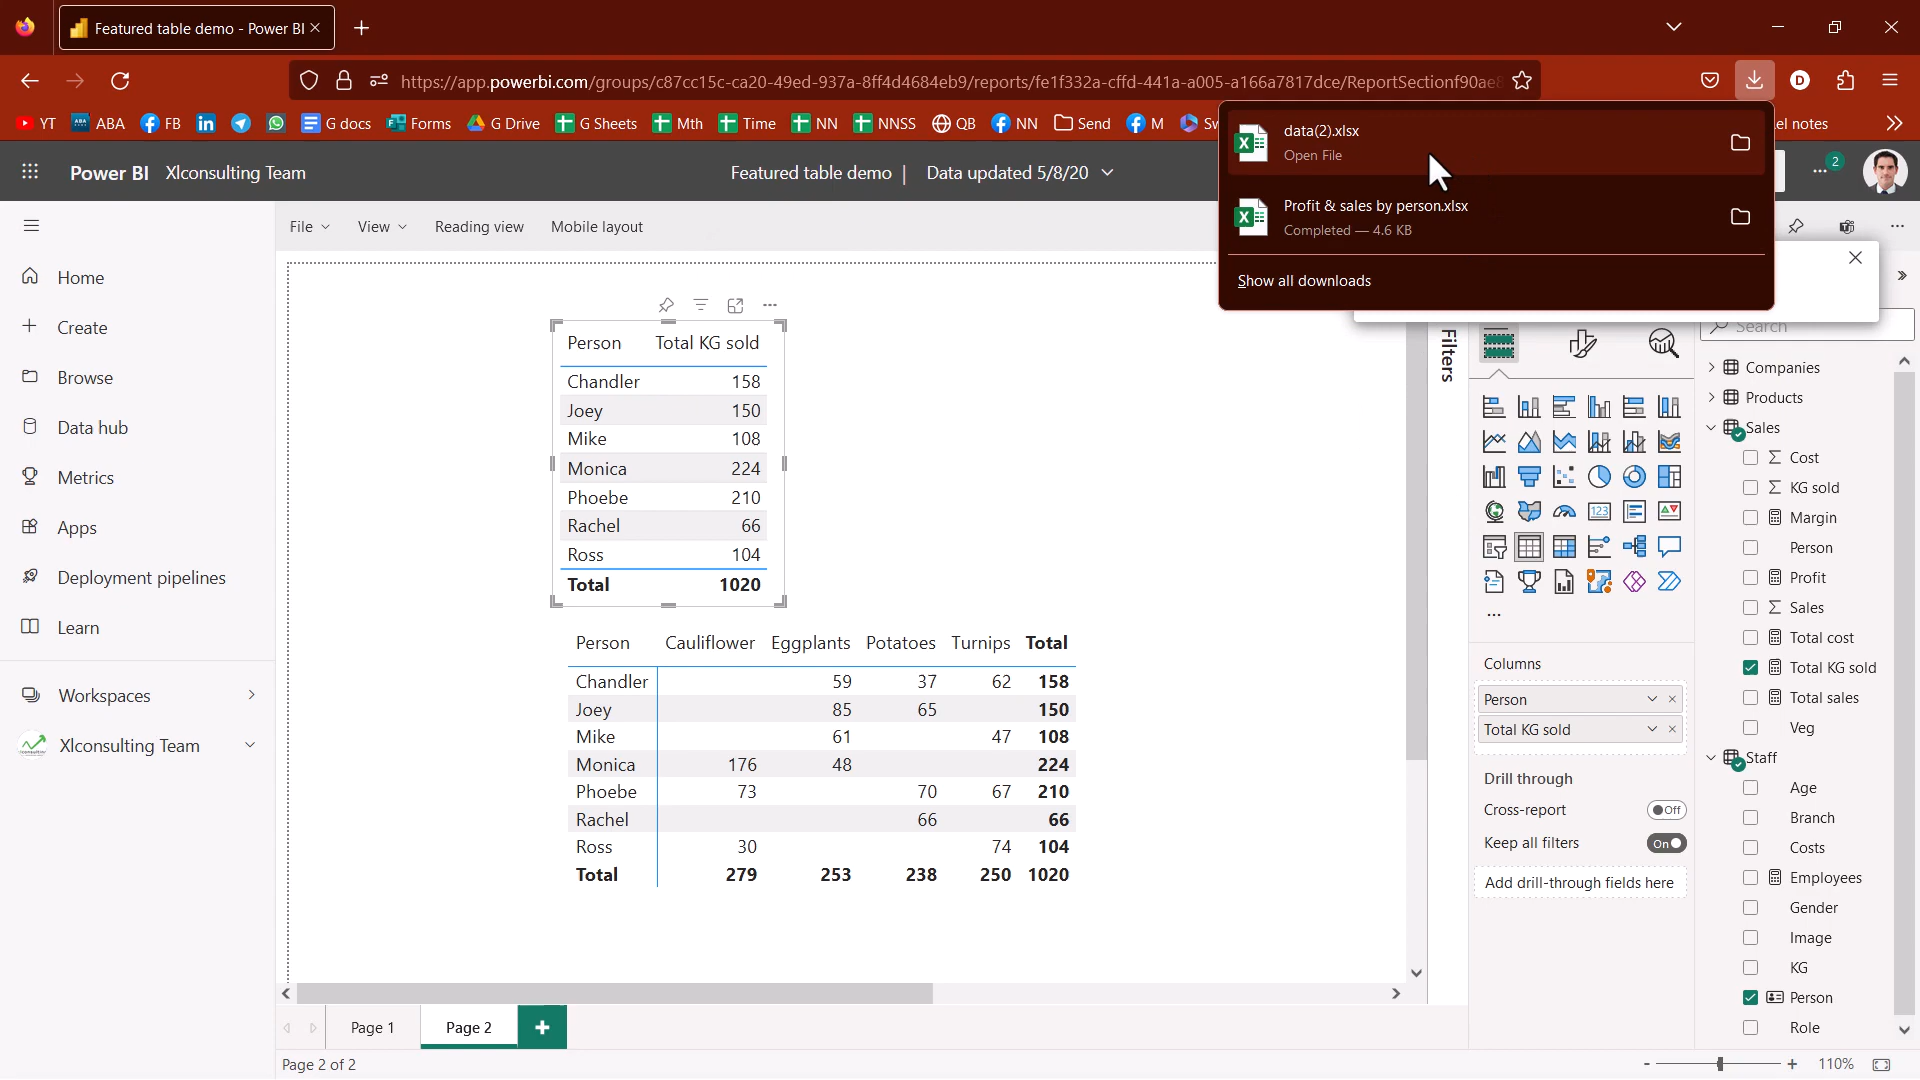 Featured table demo - Power BI
https://app.powerbi.com/groups/c87cc15c-ca20-49ed-937a-8ff4d4684eb9/reports/fe1f332a-cffd-441a-a005-a166a7817dce/ReportSectionf90ae8
D
YT ABA FB G docs Forms G Drive G Sheets Mth Time NN NNSS QB NN Send M Sw el notes
data(2).xlsx
Open File
Profit & sales by person.xlsx
Completed — 4.6 KB
Show all downloads
Power BI Xlconsulting Team
Featured table demo | Data updated 5/8/20
2
File View Reading view Mobile layout
Home
Create
Browse
Data hub
Metrics
Apps
Deployment pipelines
Learn
Workspaces
Xlconsulting Team
Person Total KG sold
Chandler 158
Joey 150
Mike 108
Monica 224
Phoebe 210
Rachel 66
Ross 104
Total 1020
Person Cauliflower Eggplants Potatoes Turnips Total
Chandler 59 37 62 158
Joey 85 65 150
Mike 61 47 108
Monica 176 48 224
Phoebe 73 70 67 210
Rachel 66 66
Ross 30 74 104
Total 279 253 238 250 1020
Filters
123
Columns
Person
Total KG sold
Drill through
Cross-report Off
Keep all filters On
Add drill-through fields here
Search
Companies
Products
Sales
Cost
KG sold
Margin
Person
Profit
Sales
Total cost
Total KG sold
Total sales
Veg
Staff
Age
Branch
Costs
Employees
Gender
Image
KG
Person
Role
Page 1
Page 2
Page 2 of 2
- + 110%